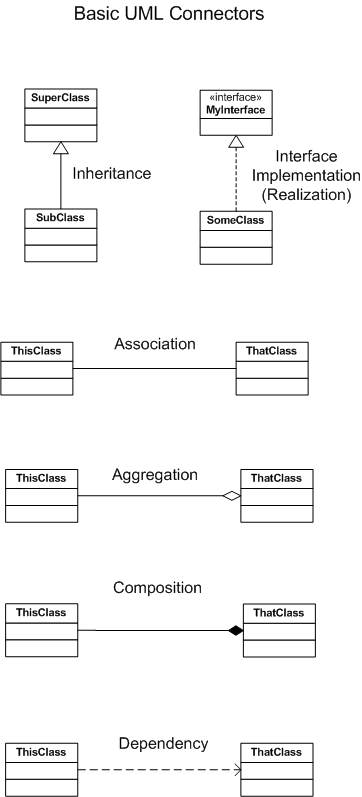 Basic UML Connectors
SuperClass
Inheritance
SubClass
«interface»
MyInterface
Interface
Implementation
(Realization)
SomeClass
Association
ThisClass
ThatClass
Aggregation
ThisClass
ThatClass
Composition
ThisClass
ThatClass
Dependency
ThisClass
ThatClass